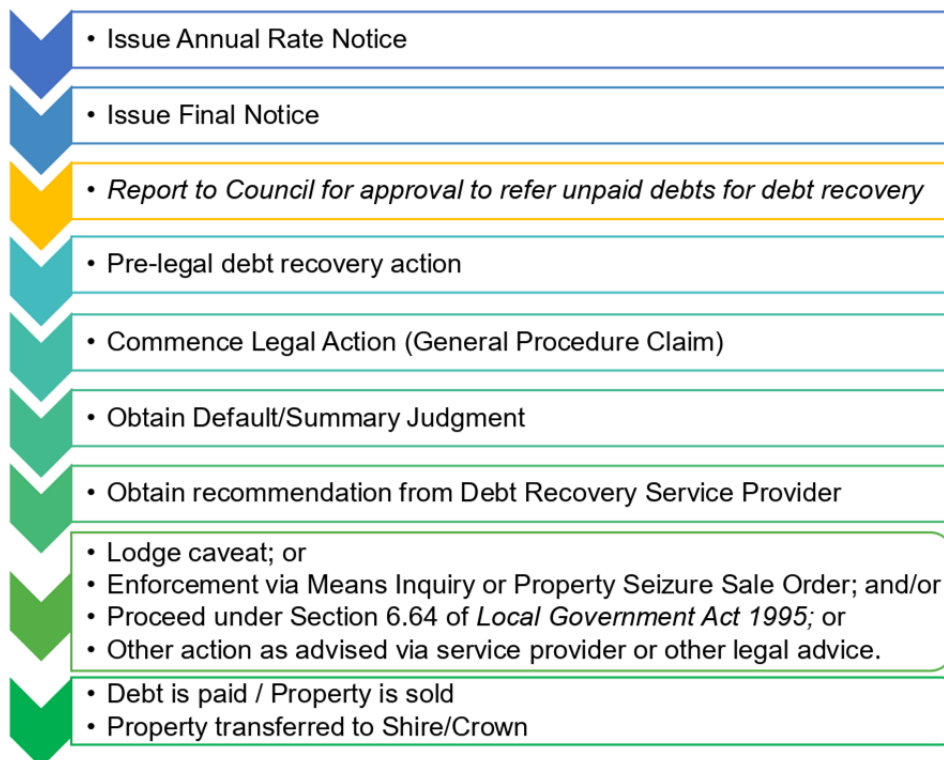 • Issue Annual Rate Notice
• Issue Final Notice
• Report to Council for approval to refer unpaid debts for debt recovery
• Pre-legal debt recovery action
• Commence Legal Action (General Procedure Claim)
• Obtain Default/Summary Judgment
• Obtain recommendation from Debt Recovery Service Provider
• Lodge caveat; or
• Enforcement via Means Inquiry or Property Seizure Sale Order; and/or
• Proceed under Section 6.64 of Local Government Act 1995; or
• Other action as advised via service provider or other legal advice.
• Debt is paid / Property is sold
• Property transferred to Shire/Crown